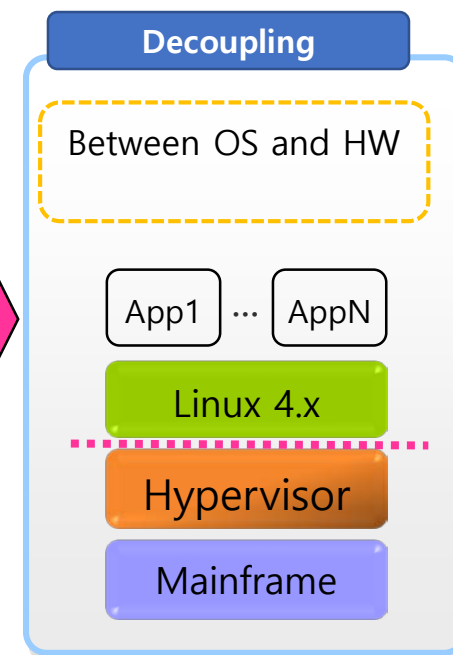 Decoupling
Between OS and HW
App1 ... AppN
Linux 4.x
Hypervisor
Mainframe